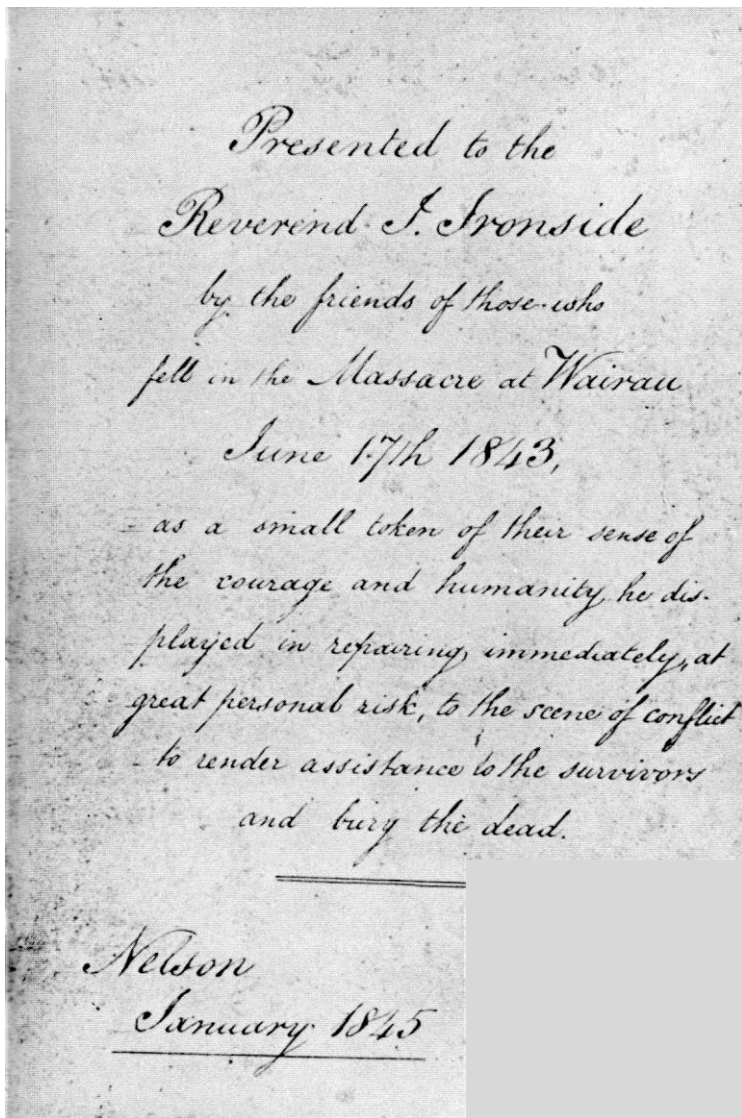 Presented to the
Reverend I. Ironside
by the friends of those who
fell in the Massacre at Wairau
June 17th 1843,
as a small token of their sense of
the courage and humanity he dis-
played in repairing immediately, at
great personal risk, to the scene of conflict
to render assistance to the survivors
and bury the dead.
Nelson
January 1845